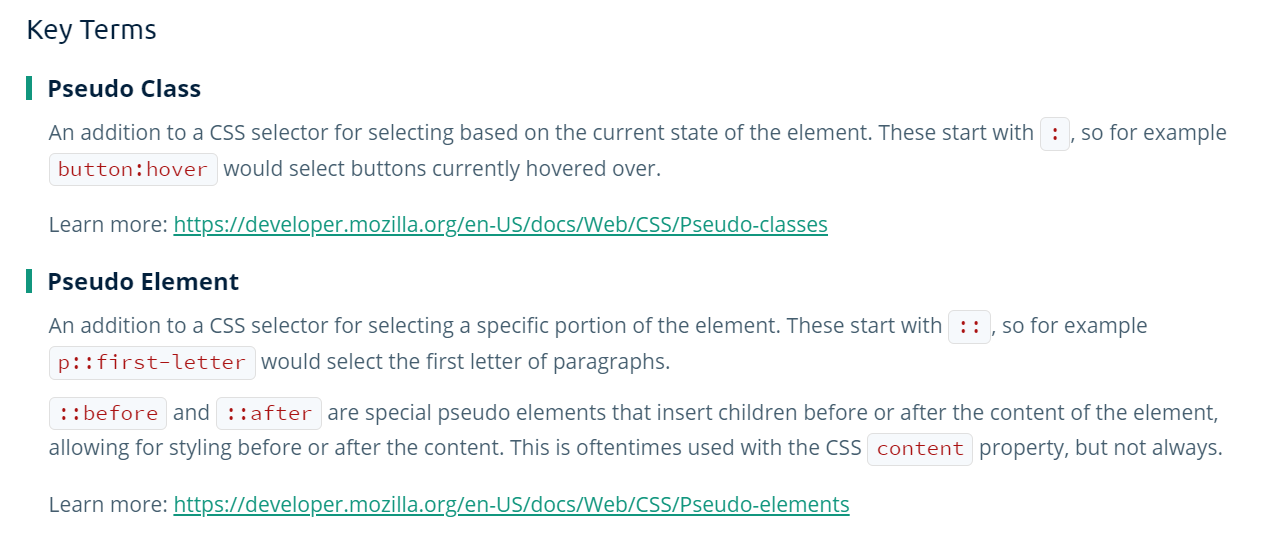 Key Terms
Pseudo Class
An addition to a CSS selector for selecting based on the current state of the element. These start with :, so for example
button:hover would select buttons currently hovered over.
Learn more: https://developer.mozilla.org/en-US/docs/Web/CSS/Pseudo-classes
Pseudo Element
An addition to a CSS selector for selecting a specific portion of the element. These start with ::, so for example
p::first-letter would select the first letter of paragraphs.
::before and ::after are special pseudo elements that insert children before or after the content of the element,
allowing for styling before or after the content. This is oftentimes used with the CSS content property, but not always.
Learn more: https://developer.mozilla.org/en-US/docs/Web/CSS/Pseudo-elements